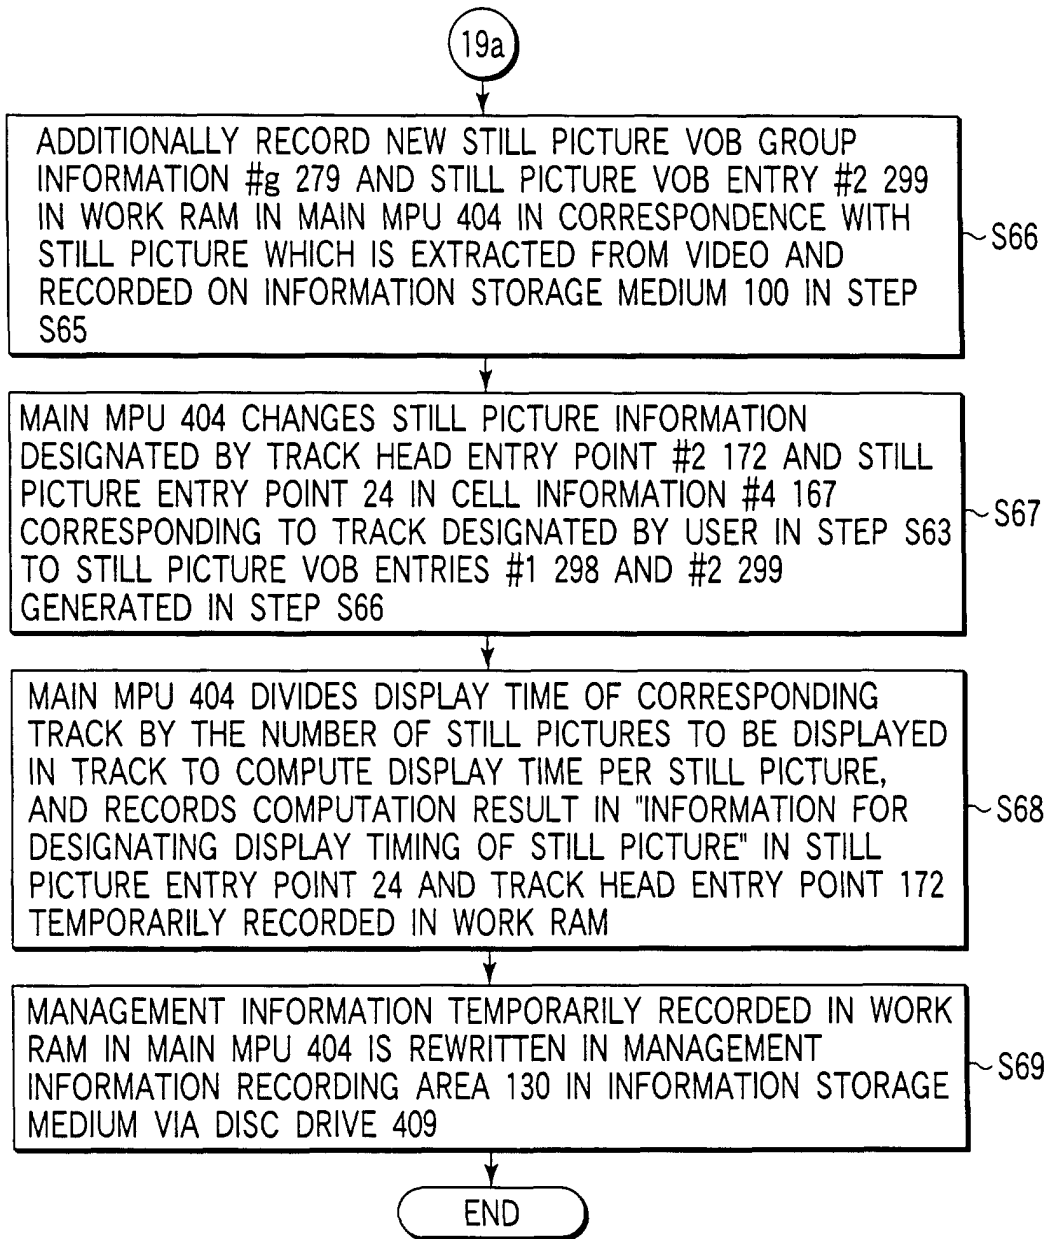 19a
ADDITIONALLY RECORD NEW STILL PICTURE VOB GROUP
INFORMATION #g 279 AND STILL PICTURE VOB ENTRY #2 299
IN WORK RAM IN MAIN MPU 404 IN CORRESPONDENCE WITH
STILL PICTURE WHICH IS EXTRACTED FROM VIDEO AND
RECORDED ON INFORMATION STORAGE MEDIUM 100 IN STEP
S65
S66
MAIN MPU 404 CHANGES STILL PICTURE INFORMATION
DESIGNATED BY TRACK HEAD ENTRY POINT #2 172 AND STILL
PICTURE ENTRY POINT 24 IN CELL INFORMATION #4 167
CORRESPONDING TO TRACK DESIGNATED BY USER IN STEP S63
TO STILL PICTURE VOB ENTRIES #1 298 AND #2 299
GENERATED IN STEP S66
S67
MAIN MPU 404 DIVIDES DISPLAY TIME OF CORRESPONDING
TRACK BY THE NUMBER OF STILL PICTURES TO BE DISPLAYED
IN TRACK TO COMPUTE DISPLAY TIME PER STILL PICTURE,
AND RECORDS COMPUTATION RESULT IN "INFORMATION FOR
DESIGNATING DISPLAY TIMING OF STILL PICTURE" IN STILL
PICTURE ENTRY POINT 24 AND TRACK HEAD ENTRY POINT 172
TEMPORARILY RECORDED IN WORK RAM
S68
MANAGEMENT INFORMATION TEMPORARILY RECORDED IN WORK
RAM IN MAIN MPU 404 IS REWRITTEN IN MANAGEMENT
INFORMATION RECORDING AREA 130 IN INFORMATION STORAGE
MEDIUM VIA DISC DRIVE 409
S69
END